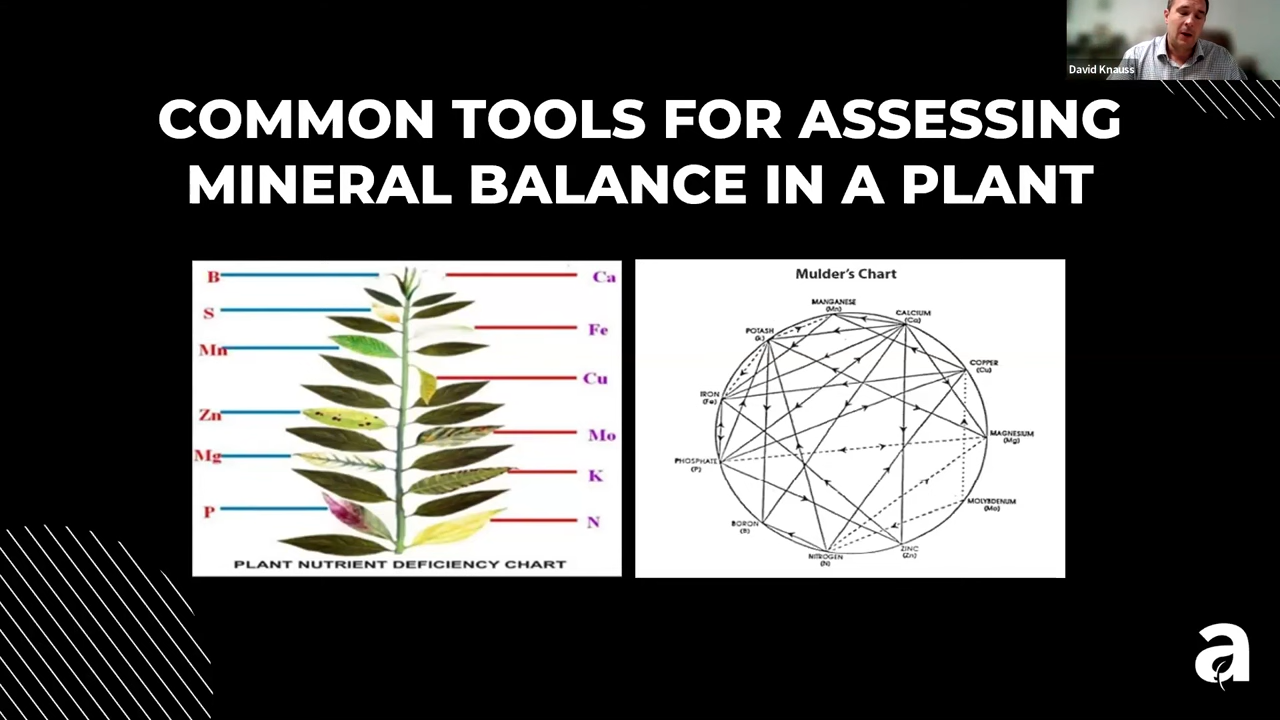 David Knauss
COMMON TOOLS FOR ASSESSING
MINERAL BALANCE IN A PLANT
B
Ca
S
Fe
Mn
Cu
Zn
Mo
Mg
K
P
N
PLANT NUTRIENT DEFICIENCY CHART
Mulder's Chart
MANGANESE
(Mn)
CALCIUM
(Ca)
POTASH
(K)
COPPER
(Cu)
IRON
(Fe)
MAGNESIUM
(Mg)
PHOSPHATE
(P)
MOLYBDENUM
(Mo)
BORON
(B)
NITROGEN
(N)
ZINC
(Zn)
a